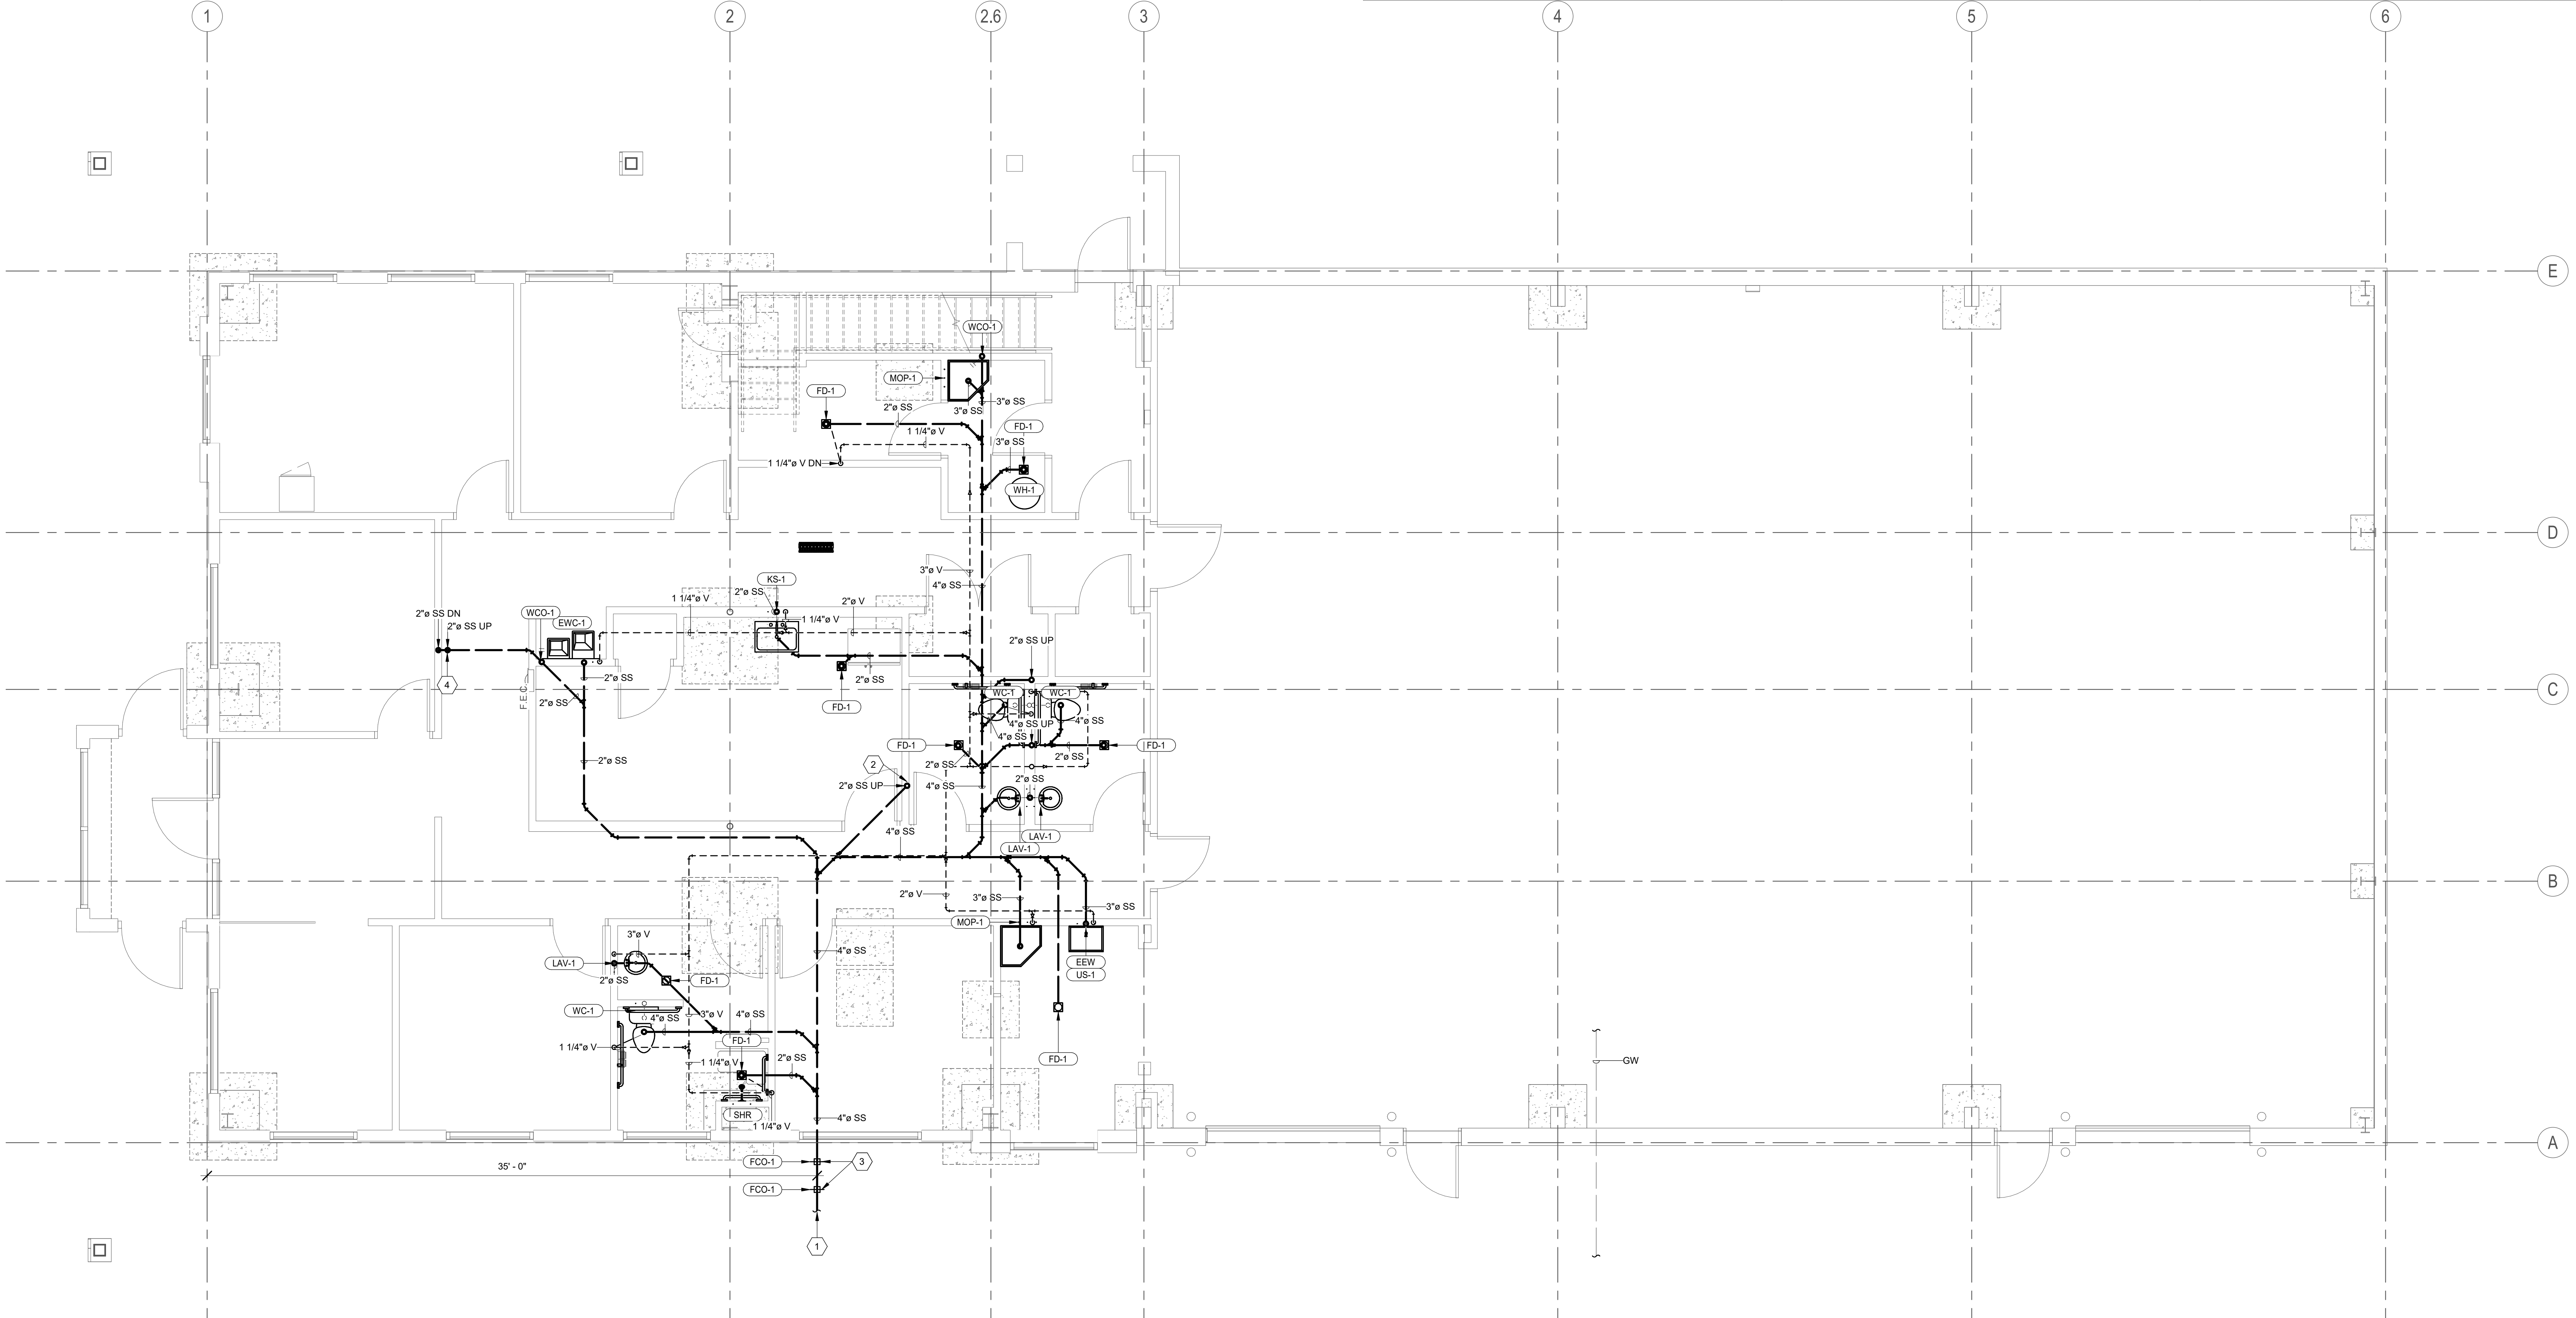 1 2 2.6 3 4 5 6
E
WCO-1
MOP-1
FD-1
3"ø SS
2"ø SS
3"ø SS
FD-1
1 1/4"ø V
3"ø SS
1 1/4"ø V DN
WH-1
D
3"ø V
KS-1
4"ø SS
2"ø SS
1 1/4"ø V
2"ø V
2"ø SS DN
WCO-1
1 1/4"ø V
EWC-1
2"ø SS UP
2"ø SS UP
2"ø SS
2"ø SS
4
F.E.C.
C
WC-1
WC-1
2"ø SS
FD-1
4"ø SS
4"ø SS UP
4"ø SS
FD-1
FD-1
2"ø SS
2"ø SS
2"ø SS
2
2"ø SS
2"ø SS UP
4"ø SS
4"ø SS
LAV-1
LAV-1
B
2"ø V
3"ø SS
3"ø SS
MOP-1
3"ø V
4"ø SS
LAV-1
EEW
US-1
2"ø SS
FD-1
WC-1
3"ø V
4"ø SS
4"ø SS
FD-1
1 1/4"ø V
2"ø SS
FD-1
1 1/4"ø V
GW
SHR
4"ø SS
1 1/4"ø V
A
FCO-1
3
35' - 0"
FCO-1
1